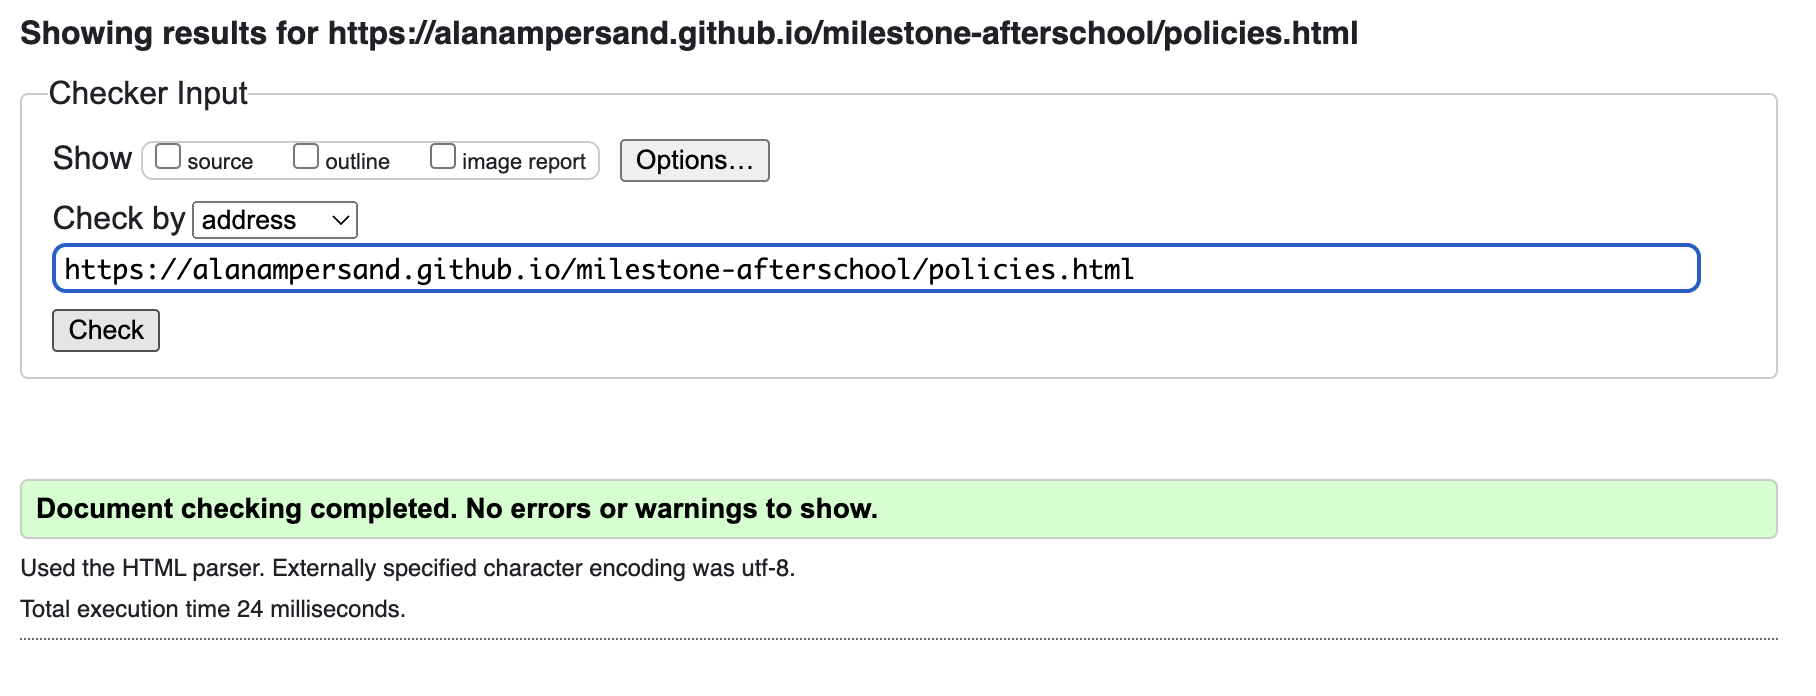 Showing results for https://alanampersand.github.io/milestone-afterschool/policies.html
Checker Input
Show source outline image report Options...
Check by address
https://alanampersand.github.io/milestone-afterschool/policies.html
Check
Document checking completed. No errors or warnings to show.
Used the HTML parser. Externally specified character encoding was utf-8.
Total execution time 24 milliseconds.